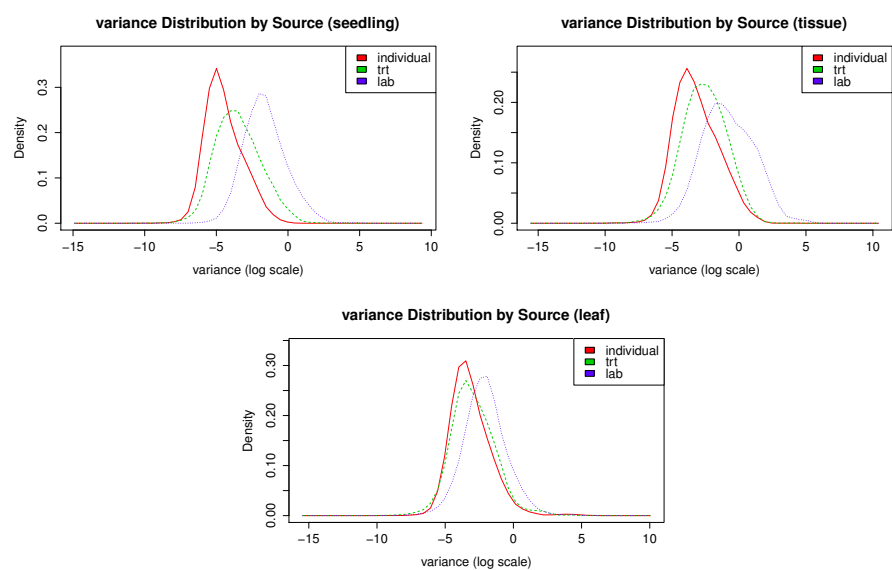 variance Distribution by Source (seedling)
individual
trt
lab
Density
0.0
0.1
0.2
0.3
−15
−10
−5
0
5
10
variance (log scale)
variance Distribution by Source (tissue)
individual
trt
lab
Density
0.00
0.10
0.20
−15
−10
−5
0
5
10
variance (log scale)
variance Distribution by Source (leaf)
individual
trt
lab
Density
0.00
0.10
0.20
0.30
−15
−10
−5
0
5
10
variance (log scale)